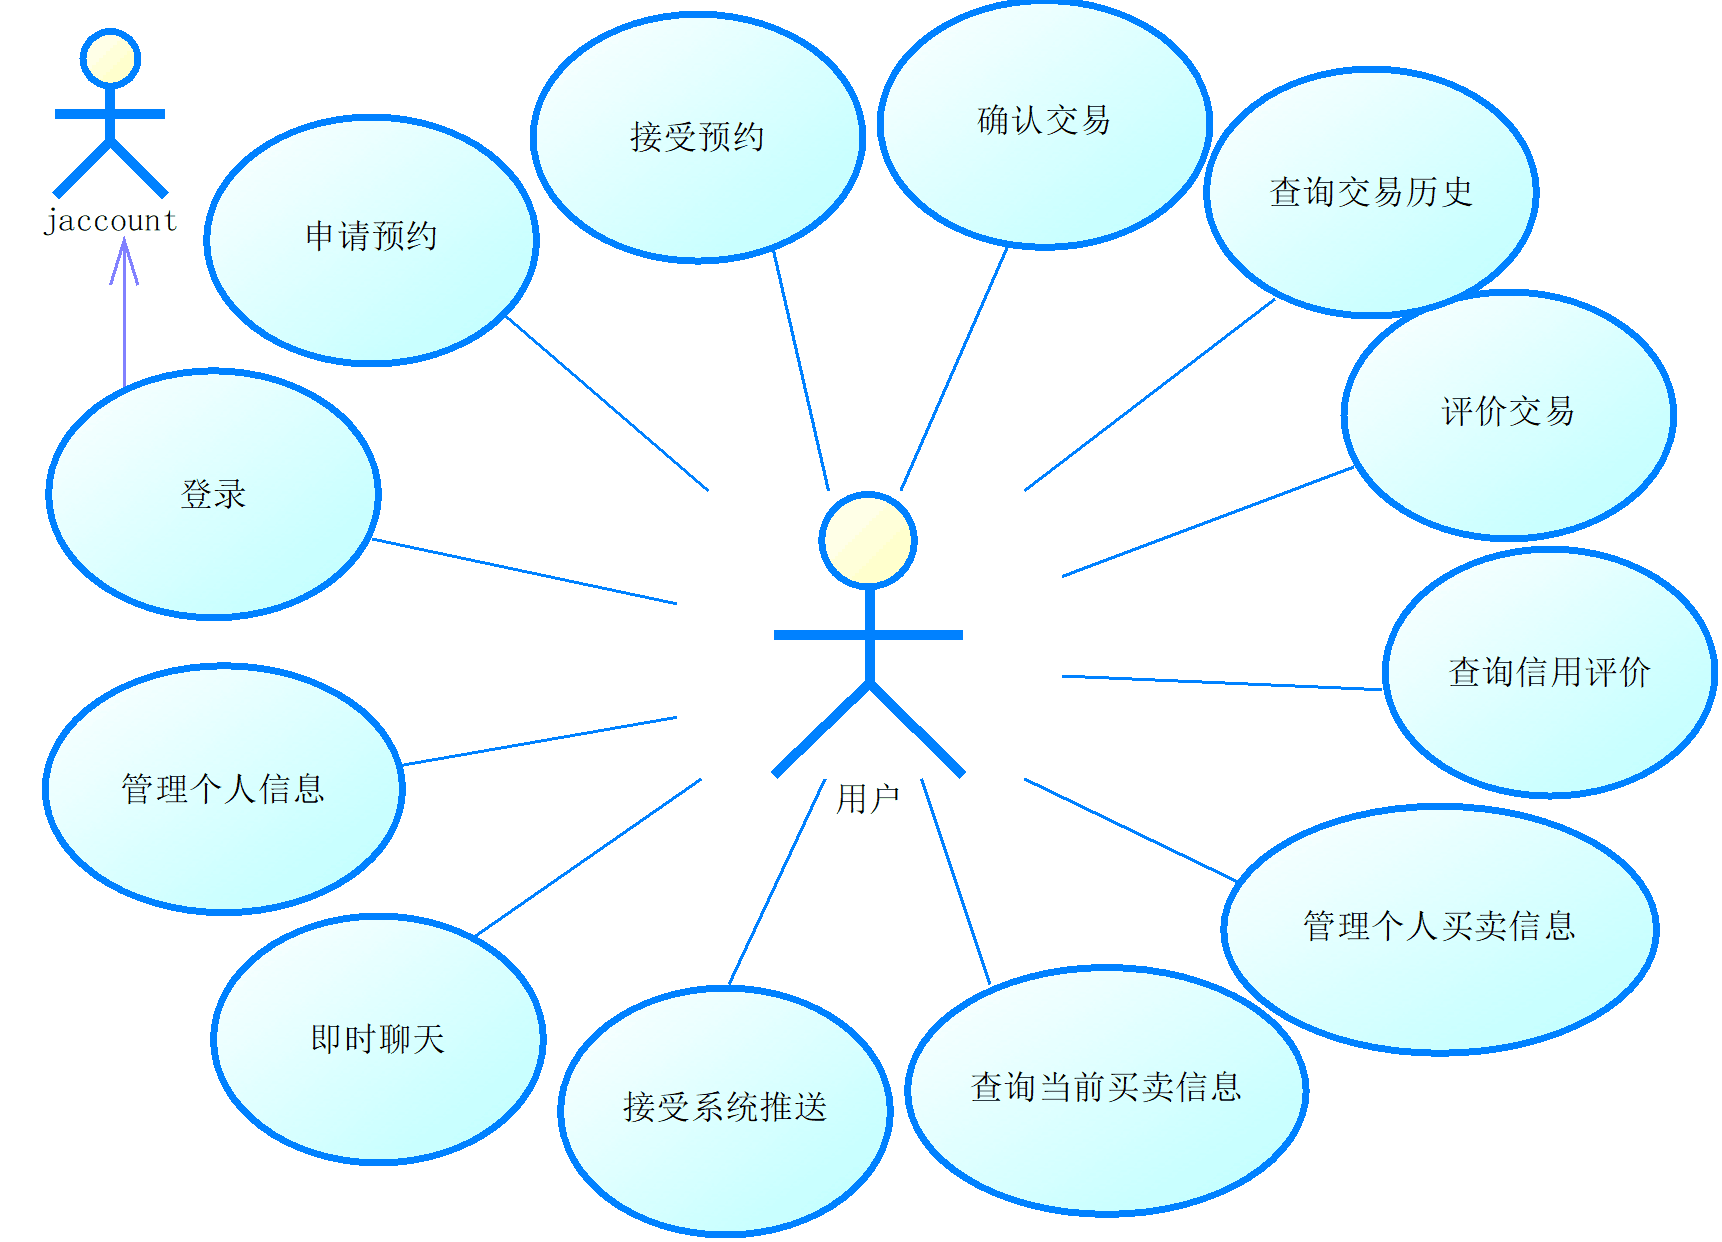 接受预约
确认交易
查询交易历史
jaccount
申请预约
评价交易
登录
查询信用评价
管理个人信息
用户
管理个人买卖信息
即时聊天
查询当前买卖信息
接受系统推送